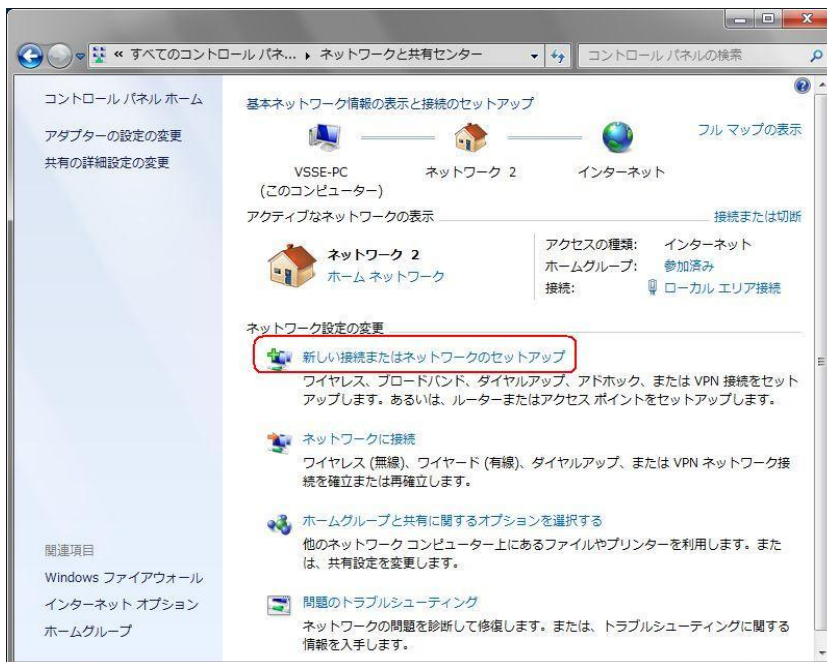 « すべてのコントロール パネ... ▸ ネットワークと共有センター
コントロール パネルの検索
コントロール パネル ホーム
アダプターの設定の変更
共有の詳細設定の変更
基本ネットワーク情報の表示と接続のセットアップ
フル マップの表示
VSSE-PC
(このコンピューター)
ネットワーク 2
インターネット
アクティブなネットワークの表示
接続または切断
ネットワーク 2
ホーム ネットワーク
アクセスの種類: インターネット
ホームグループ: 参加済み
接続: ローカル エリア接続
ネットワーク設定の変更
新しい接続またはネットワークのセットアップ
ワイヤレス、ブロードバンド、ダイヤルアップ、アドホック、または VPN 接続をセット
アップします。あるいは、ルーターまたはアクセス ポイントをセットアップします。
ネットワークに接続
ワイヤレス (無線)、ワイヤード (有線)、ダイヤルアップ、または VPN ネットワーク接
続を確立または再確立します。
ホームグループと共有に関するオプションを選択する
他のネットワーク コンピューター上にあるファイルやプリンターを利用します。また
は、共有設定を変更します。
問題のトラブルシューティング
ネットワークの問題を診断して修復します。または、トラブルシューティングに関する
情報を入手します。
関連項目
Windows ファイアウォール
インターネット オプション
ホームグループ